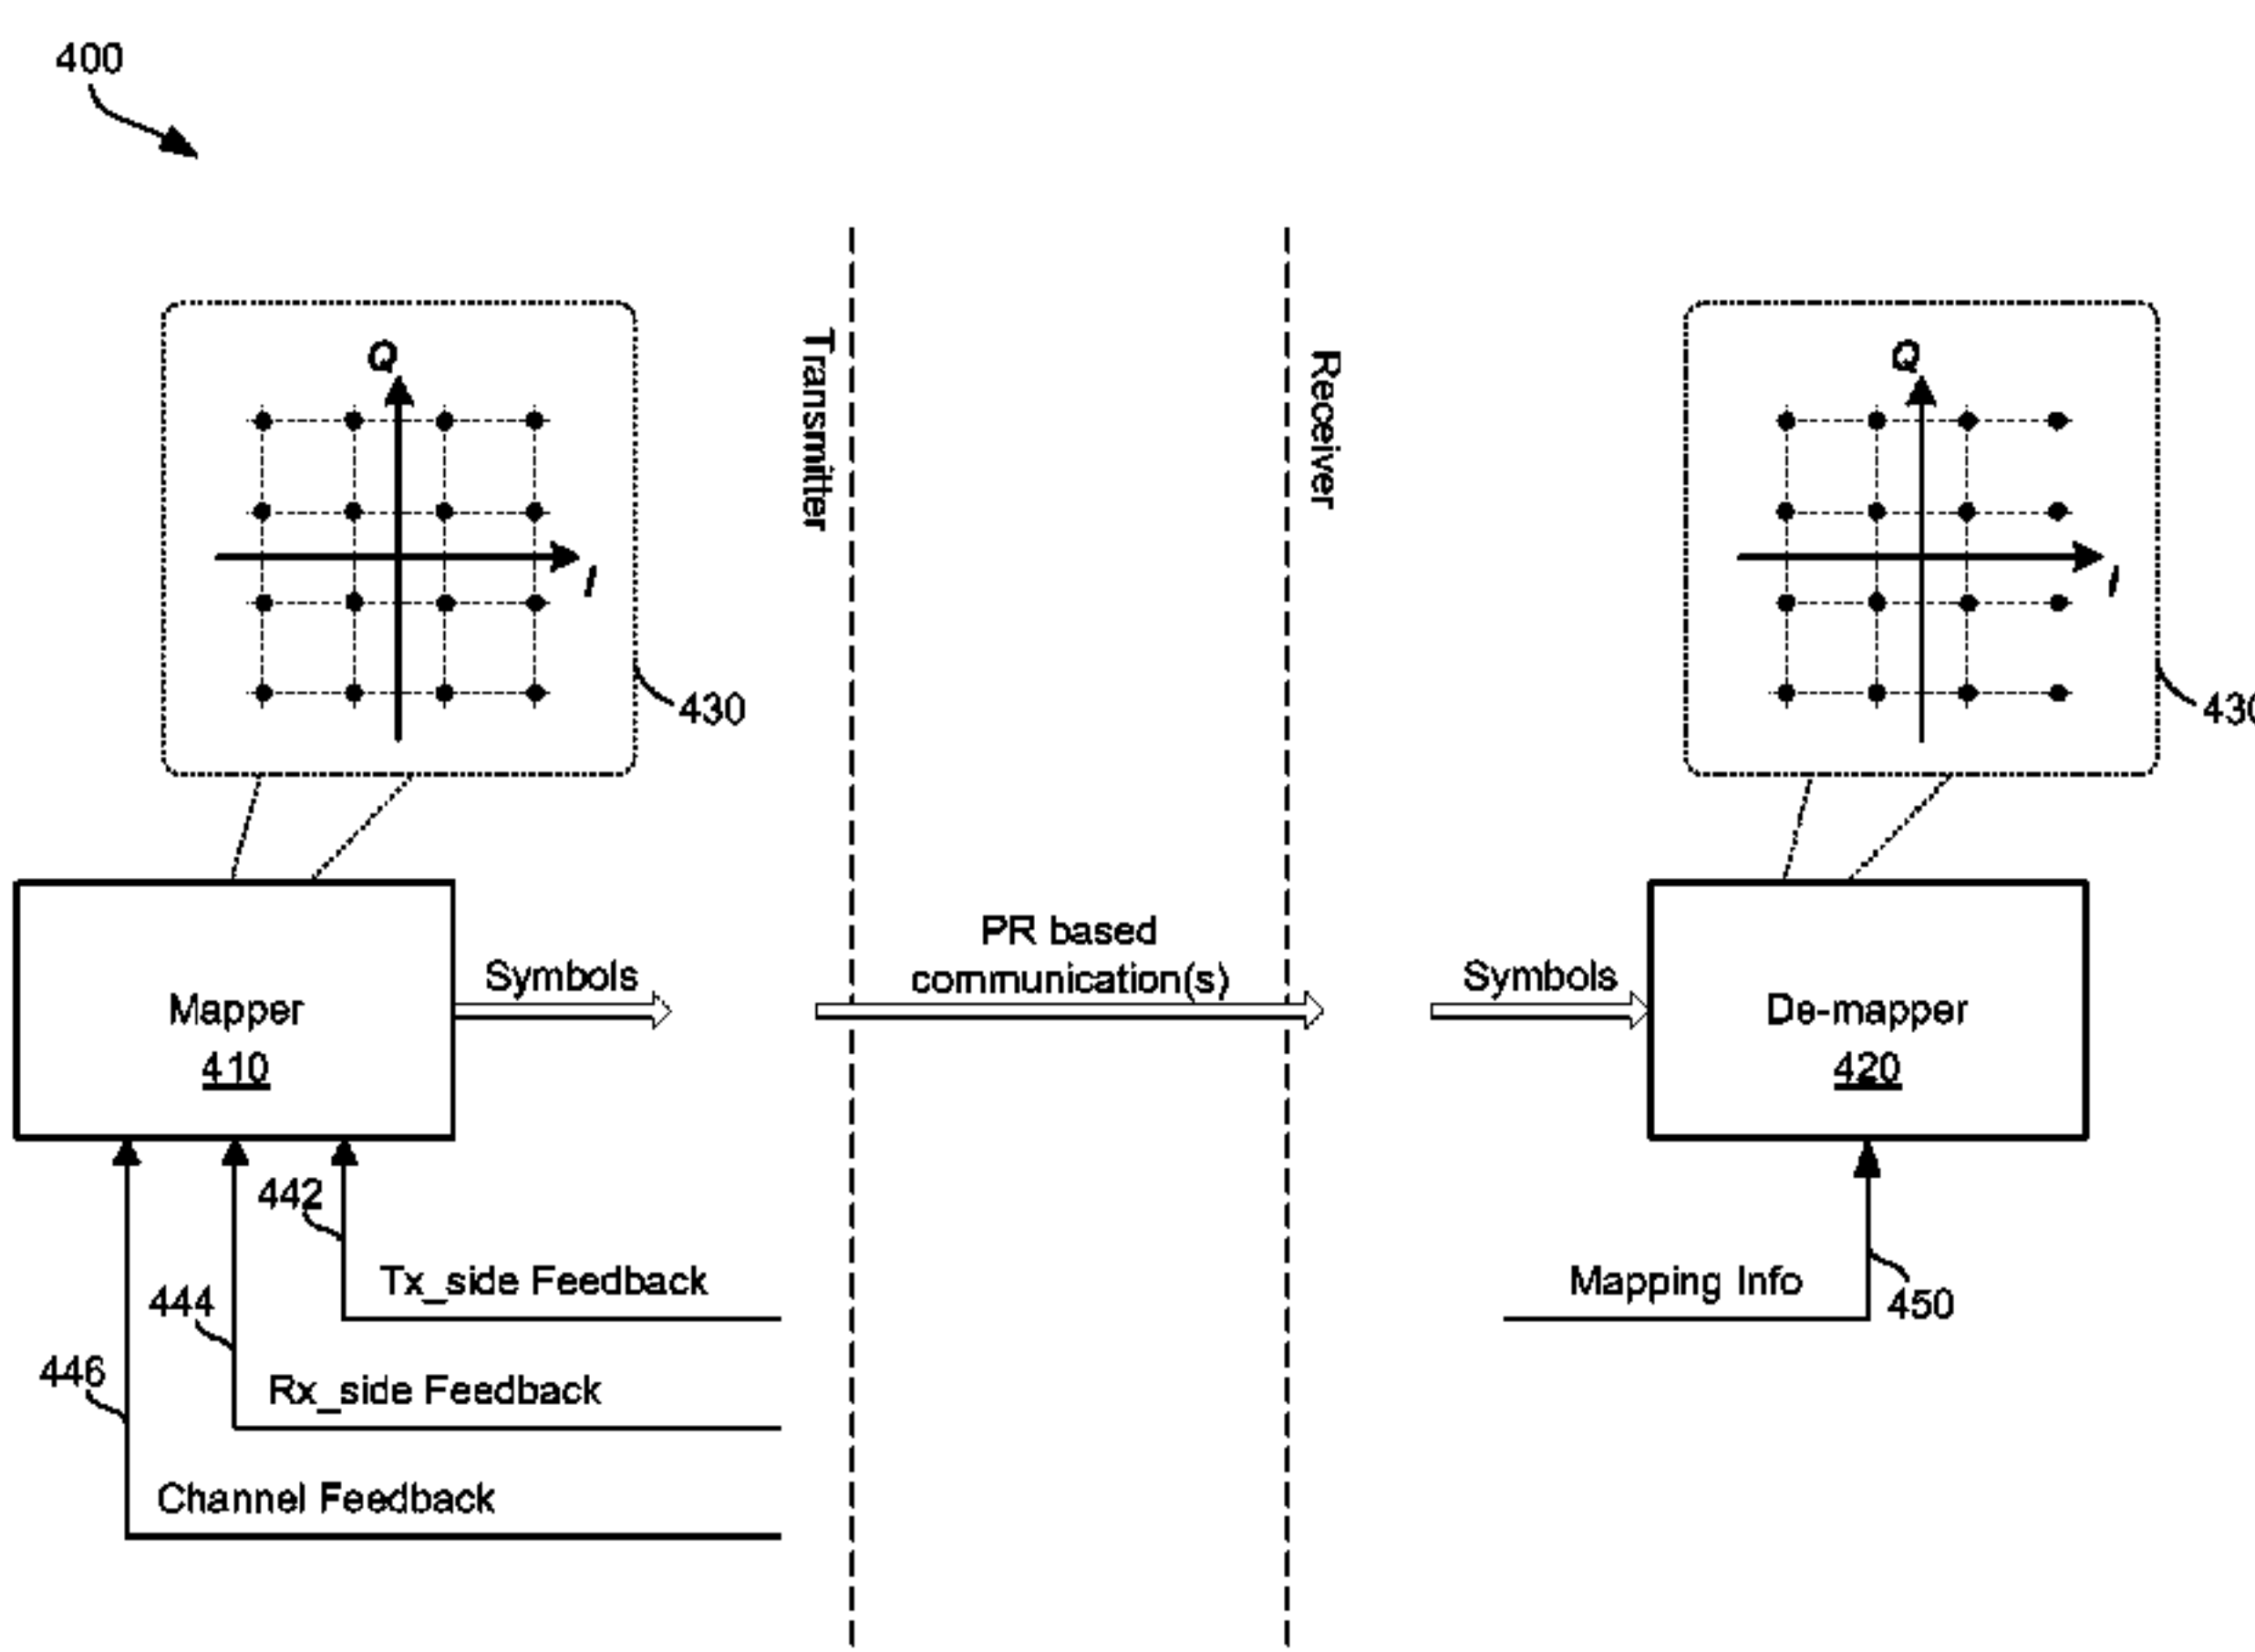 400
Q
I
430
Transmitter
Receiver
Q
I
430
Mapper
410
Symbols
PR based
communication(s)
Symbols
De-mapper
420
442
Tx_side Feedback
444
Rx_side Feedback
446
Channel Feedback
Mapping Info
450